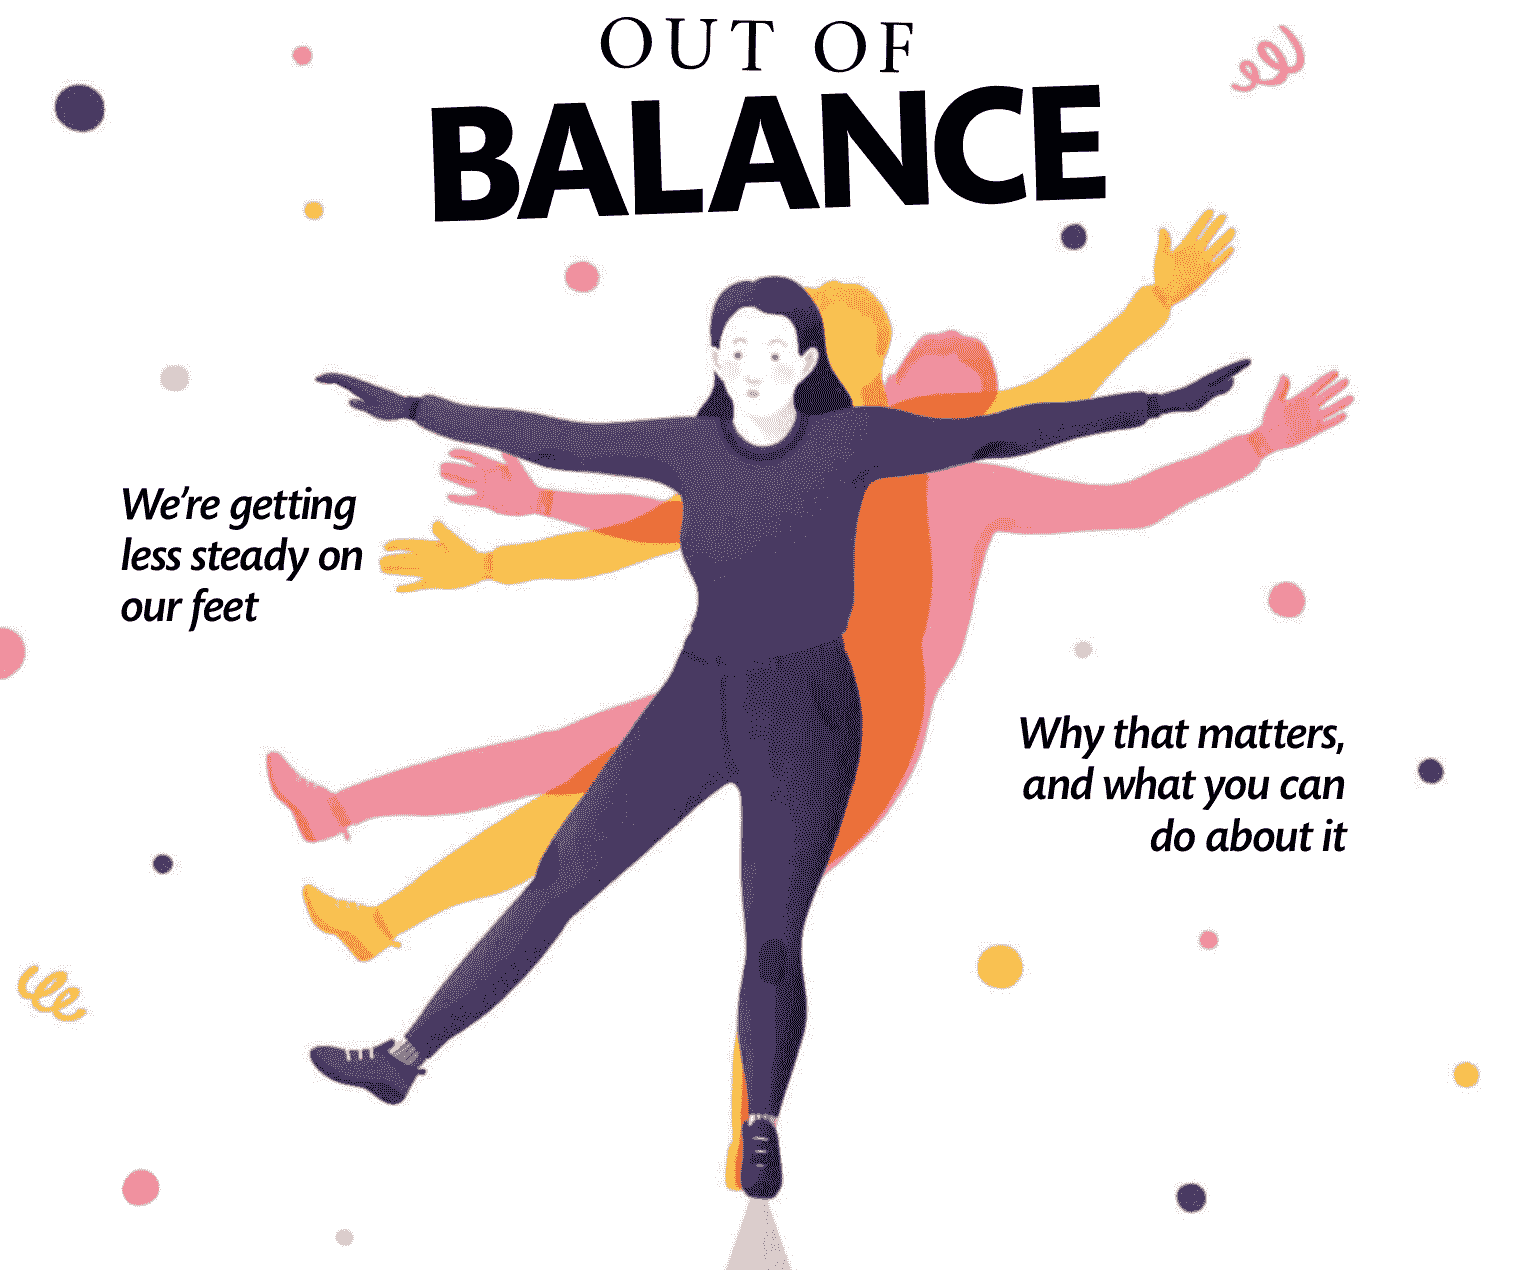 OUT OF
BALANCE
We’re getting
less steady on
our feet
Why that matters,
and what you can
do about it